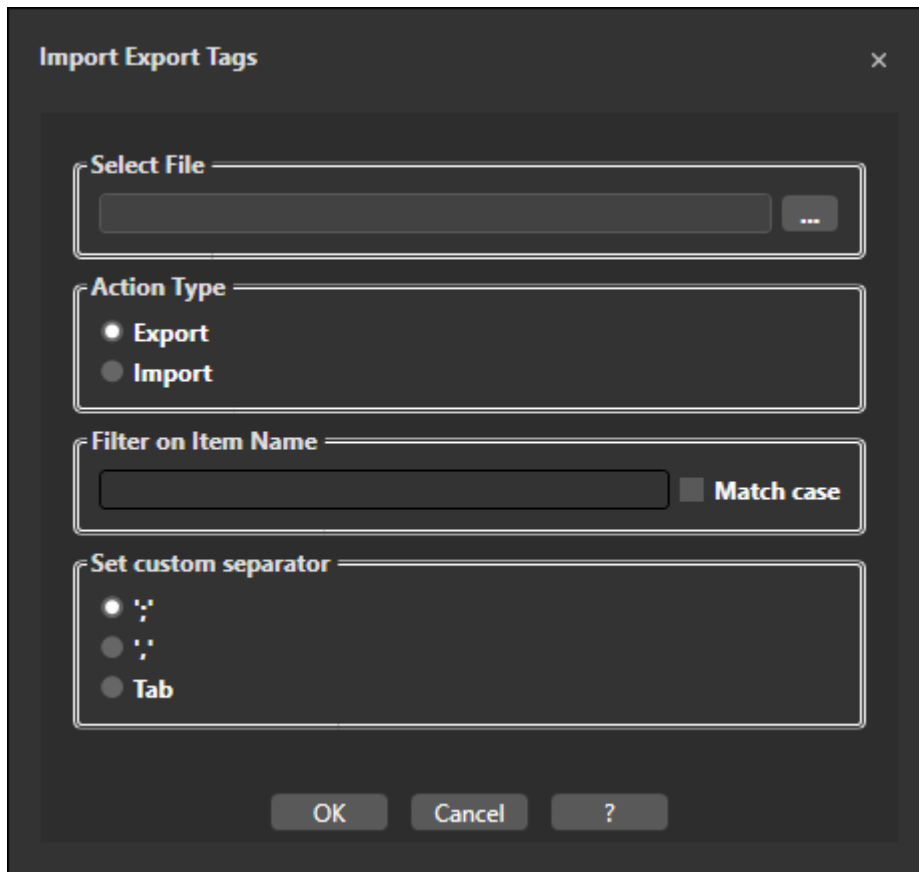 Import Export Tags ×
Select File
...
Action Type
Export
Import
Filter on Item Name
Match case
Set custom separator
';'
','
Tab
OK Cancel ?